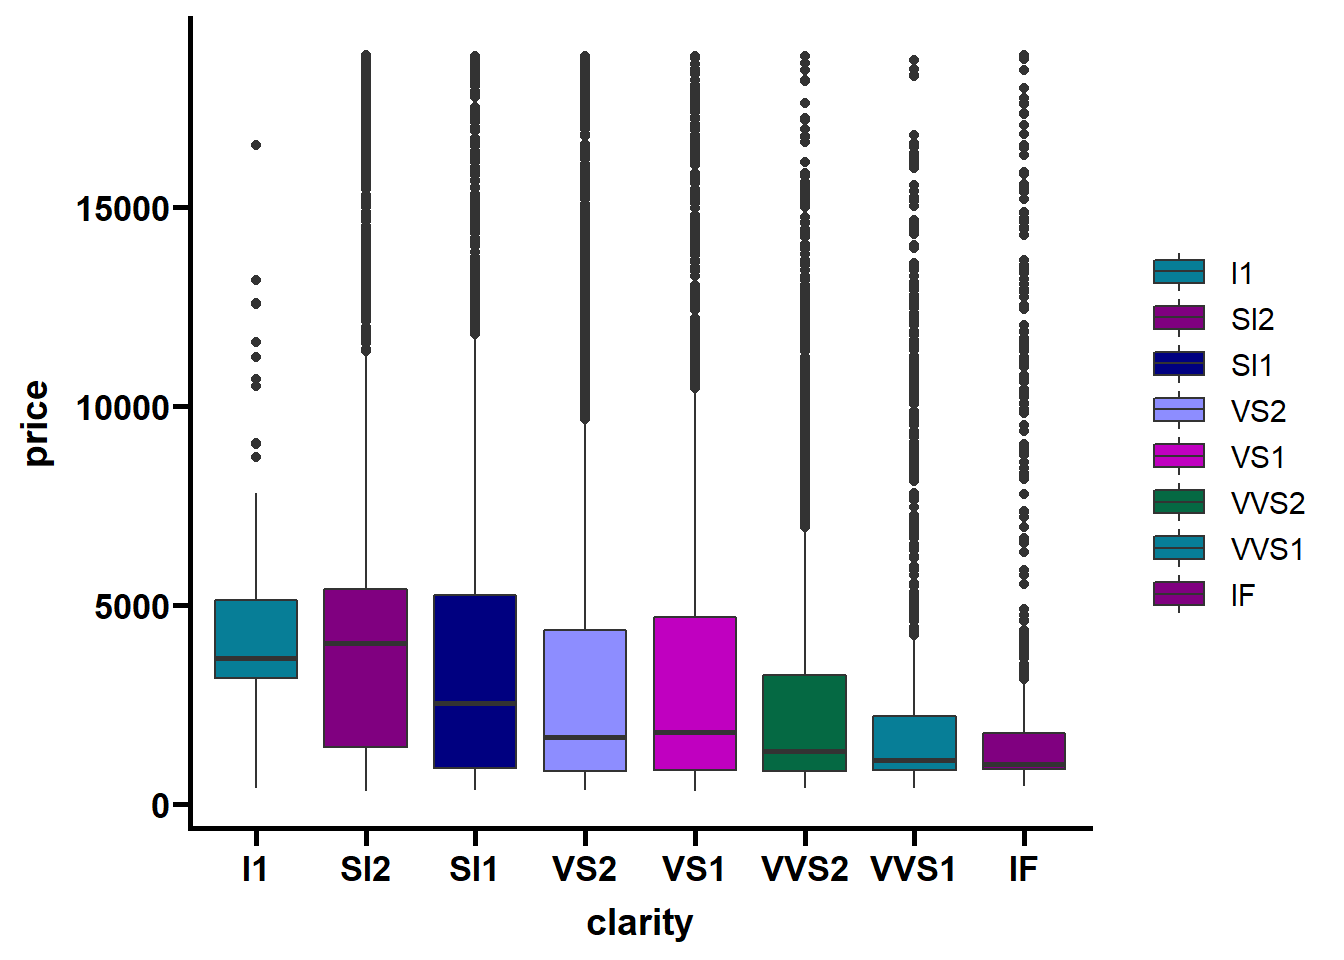 15000
10000
5000
0
price
I1
SI2
SI1
VS2
VS1
VVS2
VVS1
IF
clarity
I1
SI2
SI1
VS2
VS1
VVS2
VVS1
IF